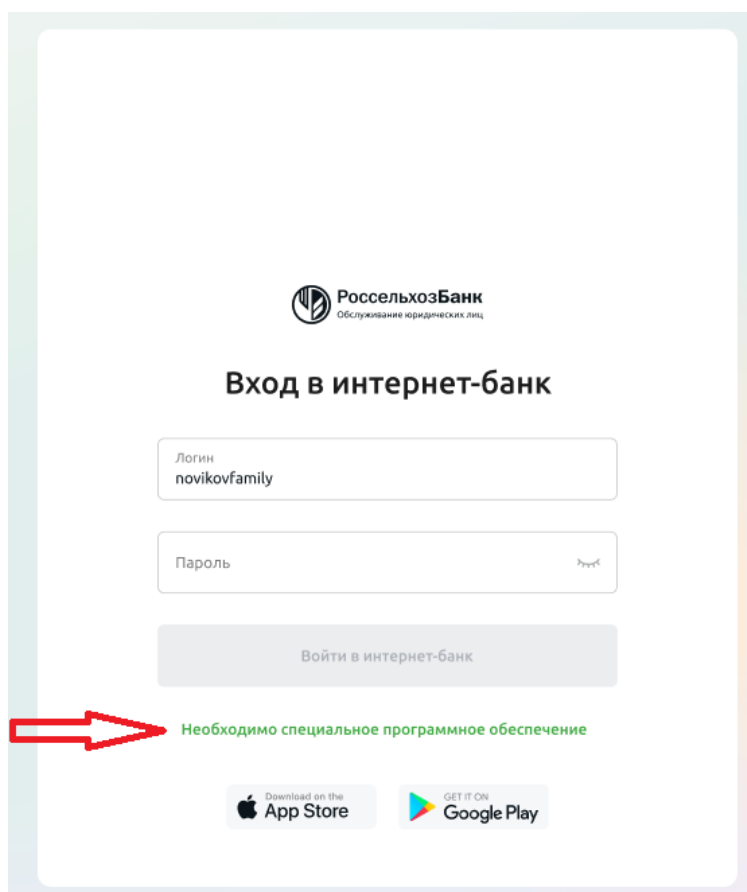 РоссельхозБанк
Обслуживание юридических лиц
Вход в интернет-банк
Логин
novikovfamily
Пароль
Войти в интернет-банк
Необходимо специальное программное обеспечение
Download on the
App Store
GET IT ON
Google Play